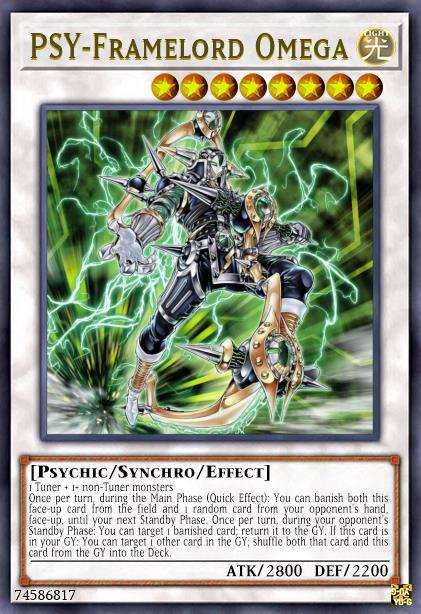 PSY-Framelord Omega
LIGHT
光
[Psychic/Synchro/Effect]
1 Tuner + 1+ non-Tuner monsters
Once per turn, during the Main Phase (Quick Effect): You can banish both this
face-up card from the field and 1 random card from your opponent's hand,
face-up, until your next Standby Phase. Once per turn, during your opponent's
Standby Phase: You can target 1 banished card; return it to the GY. If this card is
in your GY: You can target 1 other card in the GY; shuffle both that card and this
card from the GY into the Deck.
ATK/2800 DEF/2200
74586817